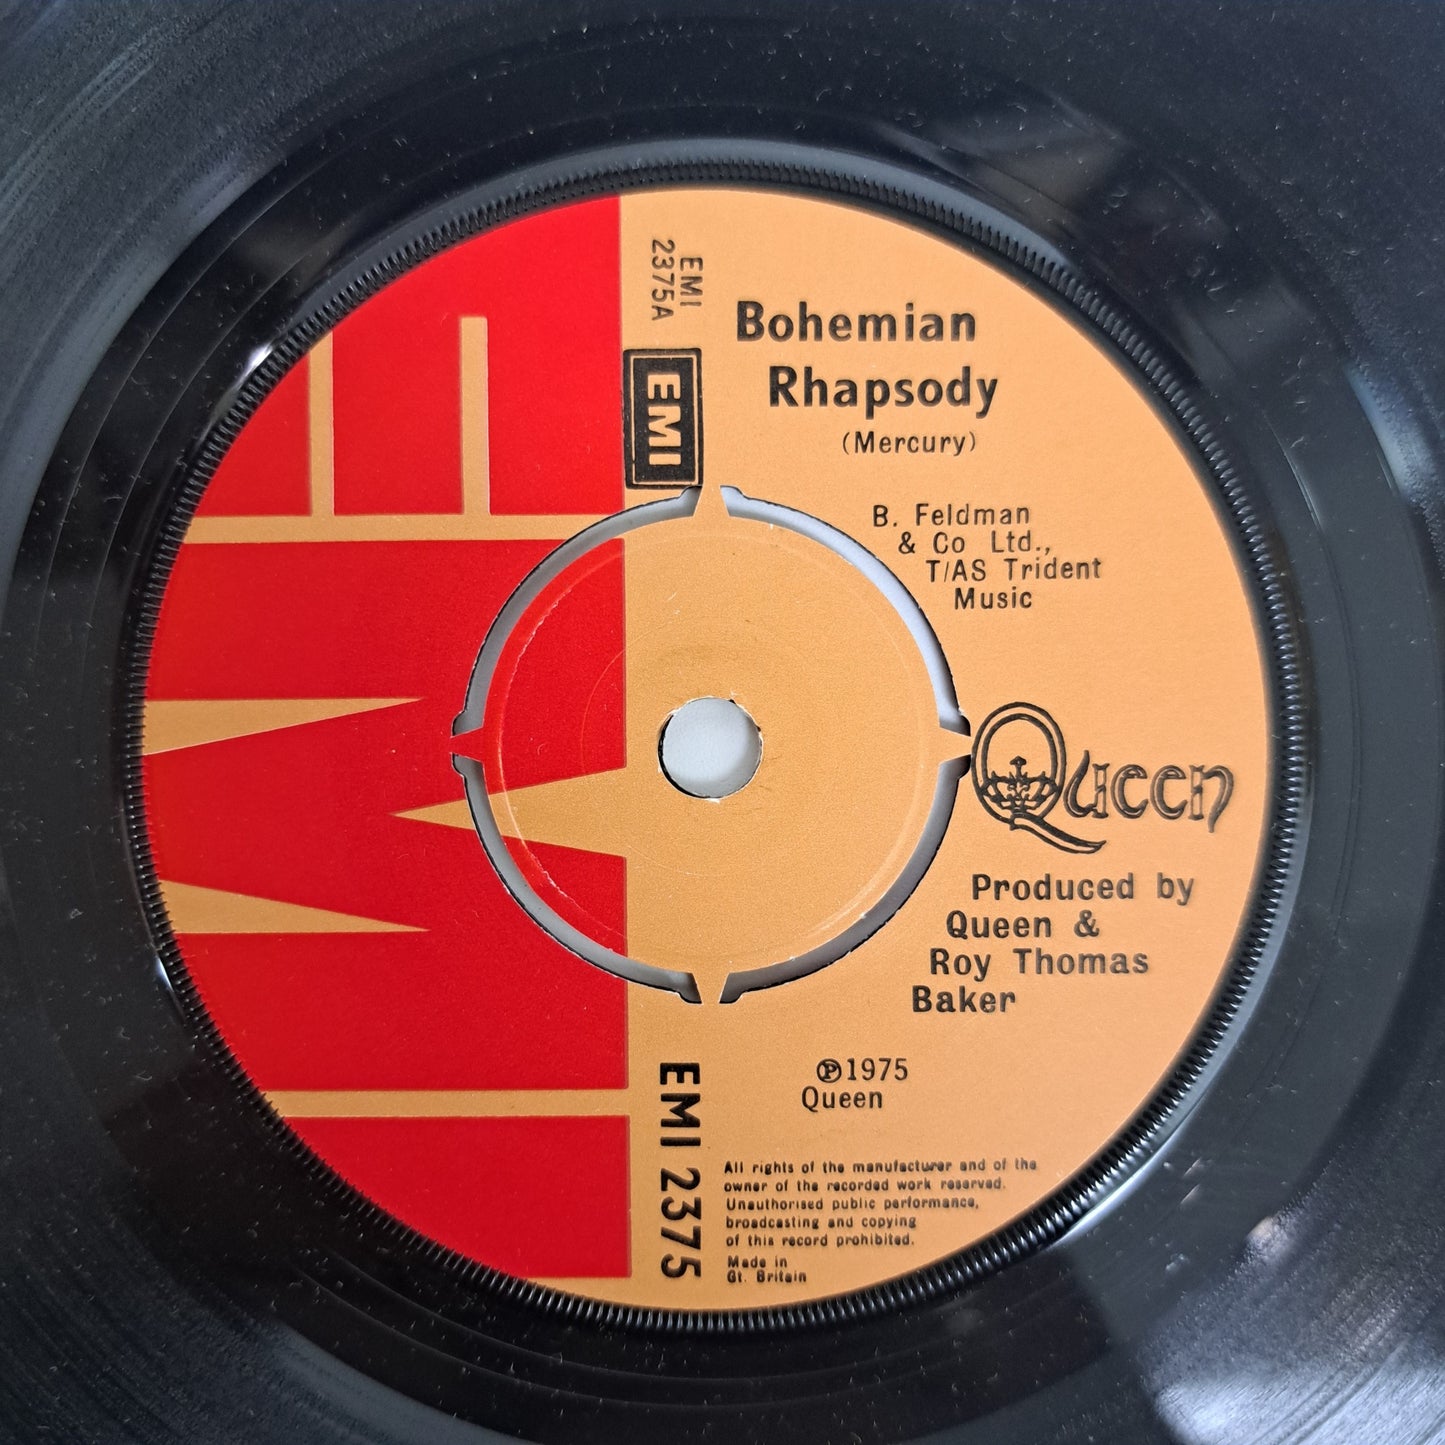 EMI
2375A
EMI
Bohemian
Rhapsody
(Mercury)
B. Feldman
& Co Ltd.,
T/AS Trident
Music
Queen
Produced by
Queen &
Roy Thomas
Baker
℗1975
Queen
EMI 2375
All rights of the manufacturer and of the
owner of the recorded work reserved.
Unauthorised public performance,
broadcasting and copying
of this record prohibited.
Made in
Gt. Britain
EMI